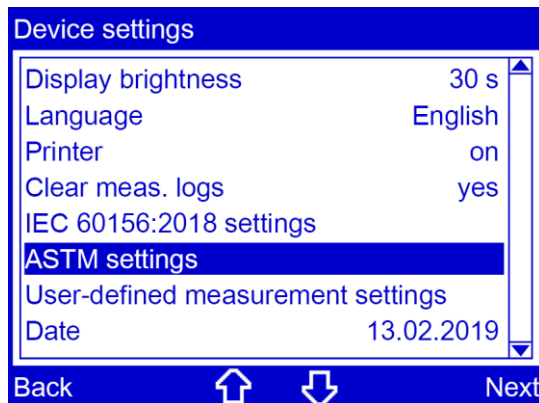 Device settings
Display brightness 30 s
Language English
Printer on
Clear meas. logs yes
IEC 60156:2018 settings
ASTM settings
User-defined measurement settings
Date 13.02.2019
Back Next